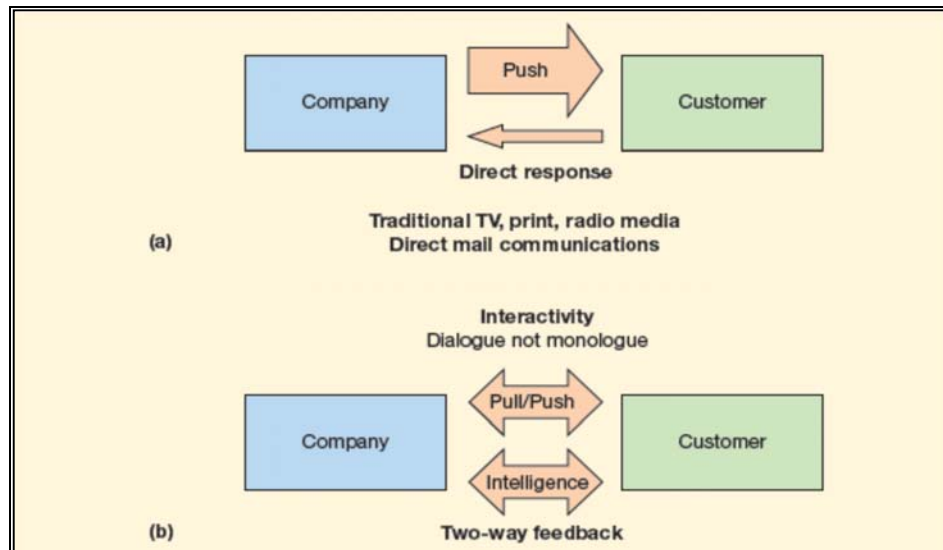 Company
Push
Customer
Direct response
Traditional TV, print, radio media
(a)
Direct mail communications
Interactivity
Dialogue not monologue
Pull/Push
Company
Customer
Intelligence
(b)
Two-way feedback